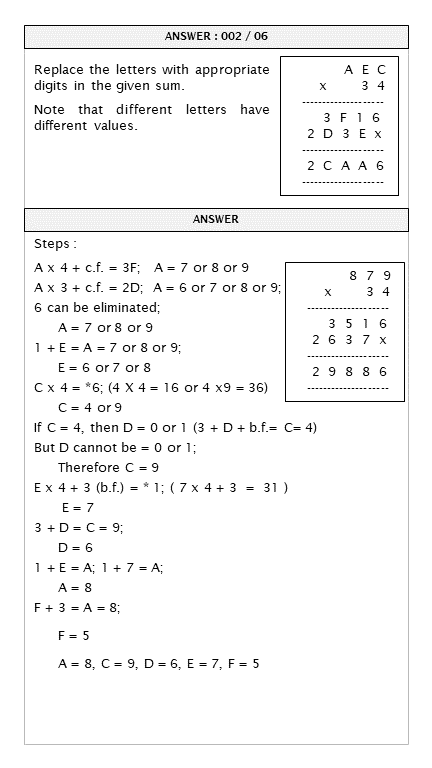 ANSWER : 002 / 06
Replace the letters with appropriate
digits in the given sum.
Note that different letters have
different values.
A E C
x 3 4
---------------------
3 F 1 6
2 D 3 E x
---------------------
2 C A A 6
---------------------
ANSWER
Steps :
A x 4 + c.f. = 3F; A = 7 or 8 or 9
A x 3 + c.f. = 2D; A = 6 or 7 or 8 or 9;
6 can be eliminated;
A = 7 or 8 or 9
1 + E = A = 7 or 8 or 9;
E = 6 or 7 or 8
C x 4 = *6; (4 X 4 = 16 or 4 x9 = 36)
C = 4 or 9
If C = 4, then D = 0 or 1 (3 + D + b.f.= C= 4)
But D cannot be = 0 or 1;
Therefore C = 9
E x 4 + 3 (b.f.) = * 1; ( 7 x 4 + 3 = 31 )
E = 7
3 + D = C = 9;
D = 6
1 + E = A; 1 + 7 = A;
A = 8
F + 3 = A = 8;
F = 5
A = 8, C = 9, D = 6, E = 7, F = 5
8 7 9
x 3 4
---------------------
3 5 1 6
2 6 3 7 x
---------------------
2 9 8 8 6
---------------------